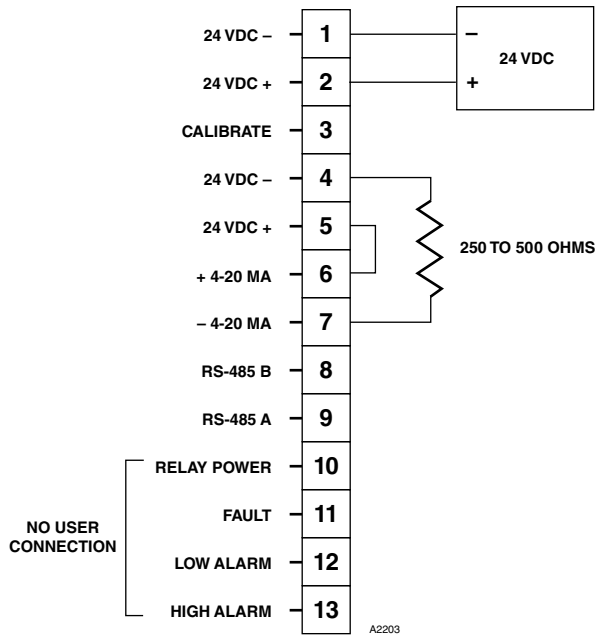 24 VDC – 1 – 24 VDC
24 VDC + 2 +
CALIBRATE 3
24 VDC – 4
24 VDC + 5
250 TO 500 OHMS
+ 4-20 MA 6
– 4-20 MA 7
RS-485 B 8
RS-485 A 9
RELAY POWER 10
FAULT 11
NO USER
CONNECTION
LOW ALARM 12
HIGH ALARM 13
A2203